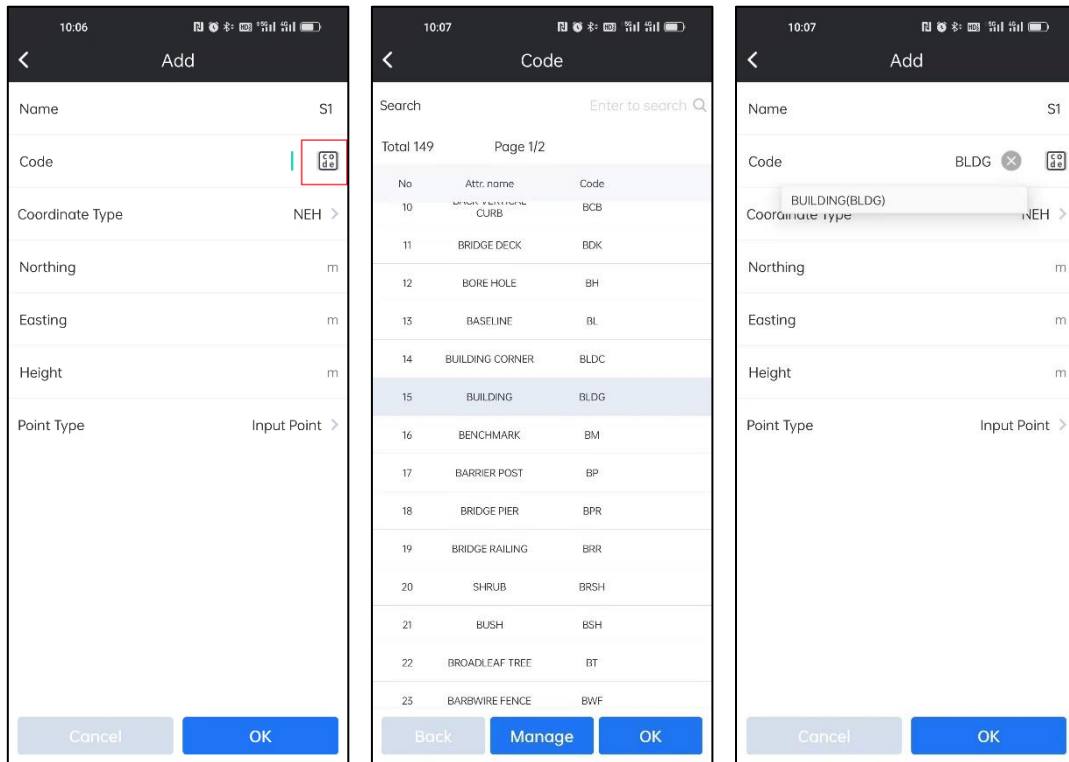 10:06
Add
Name S1
Code
Coordinate Type NEH
Northing m
Easting m
Height m
Point Type Input Point
Cancel OK
10:07
Code
Search Enter to search
Total 149 Page 1/2
No Attr. name Code
10 BACK VERTICAL CURB BCB
11 BRIDGE DECK BDK
12 BORE HOLE BH
13 BASELINE BL
14 BUILDING CORNER BLDC
15 BUILDING BLDG
16 BENCHMARK BM
17 BARRIER POST BP
18 BRIDGE PIER BPR
19 BRIDGE RAILING BRR
20 SHRUB BRSH
21 BUSH BSH
22 BROADLEAF TREE BT
23 BARBWIRE FENCE BWF
Back Manage OK
10:07
Add
Name S1
Code BLDG
BUILDING(BLDG)
Coordinate Type NEH
Northing m
Easting m
Height m
Point Type Input Point
Cancel OK